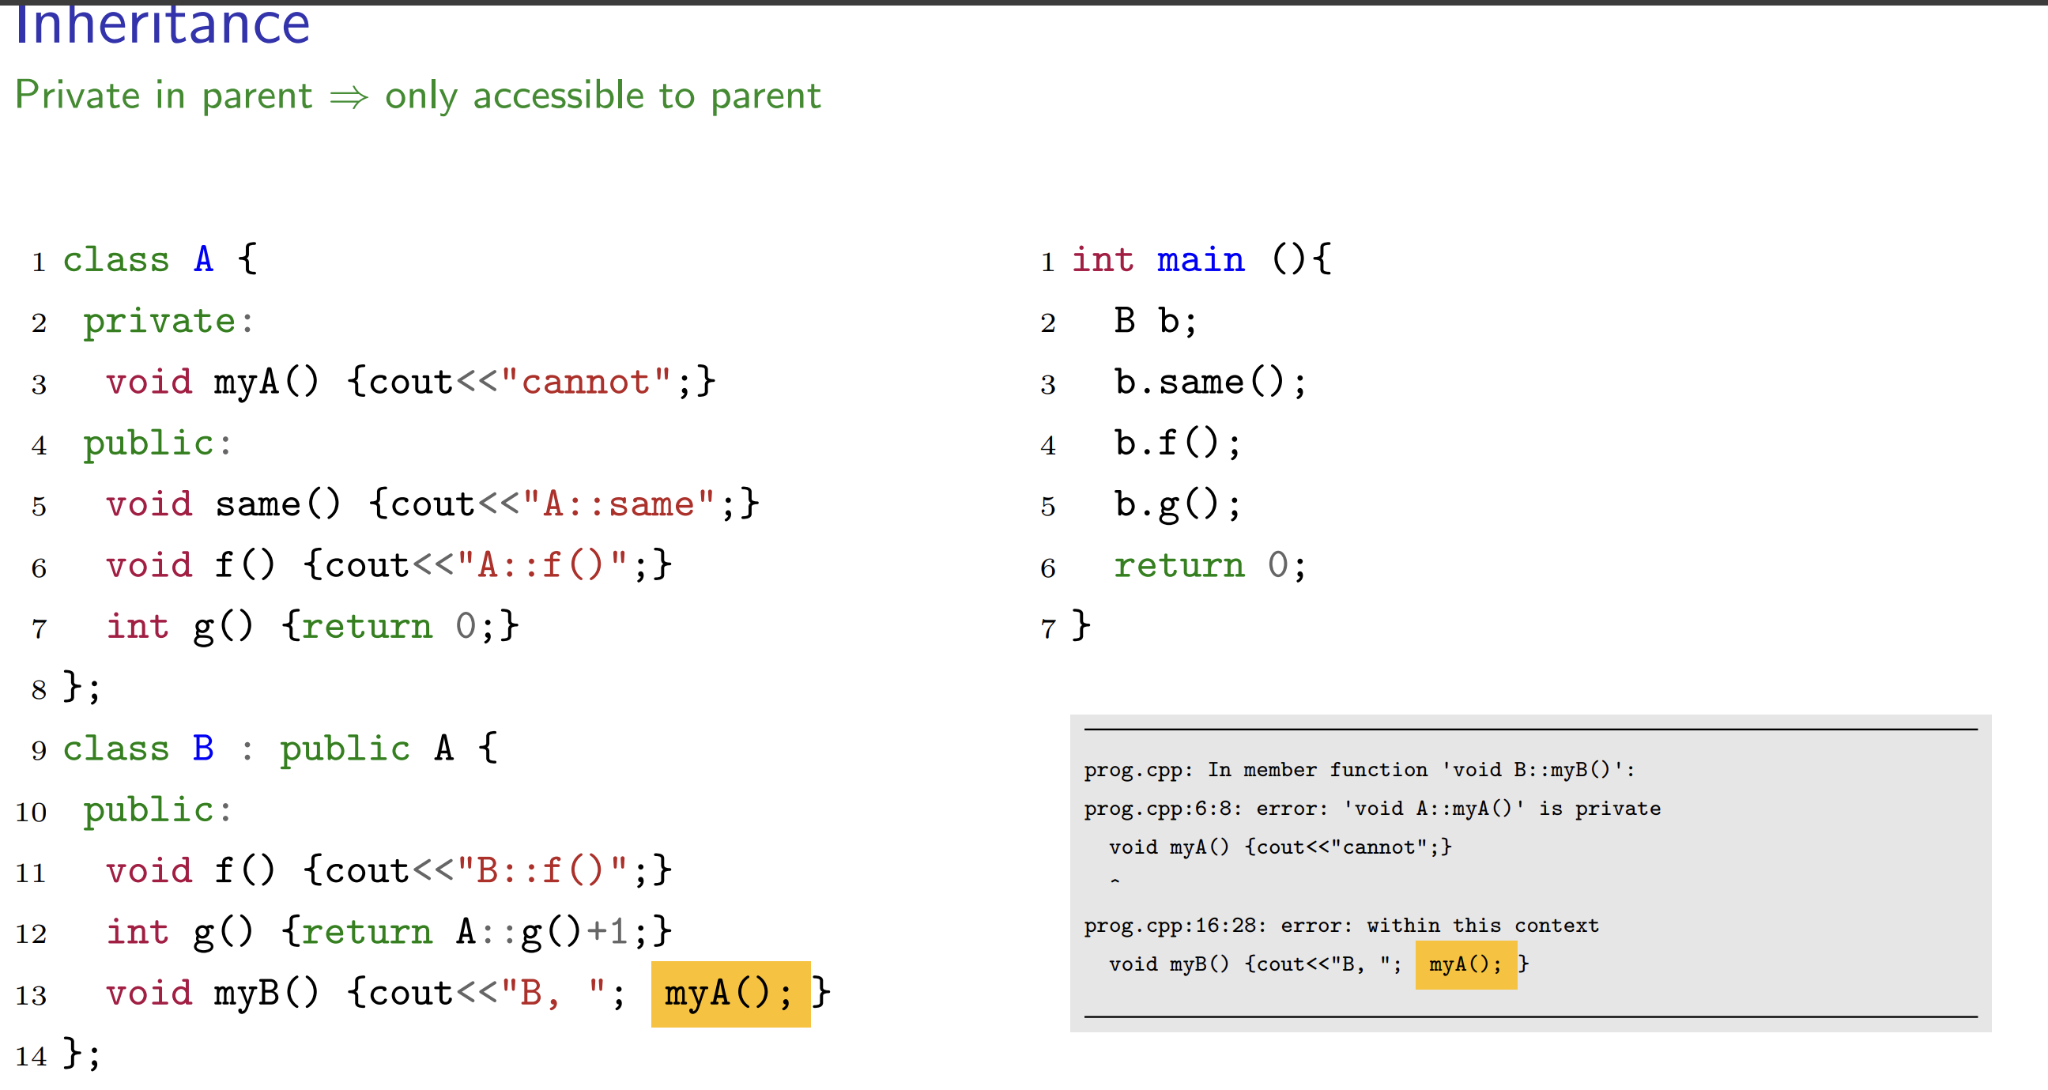 Inheritance
Private in parent ⇒ only accessible to parent
1 class A {
2 private:
3 void myA() {cout<<"cannot";}
4 public:
5 void same() {cout<<"A::same";}
6 void f() {cout<<"A::f()";}
7 int g() {return 0;}
8 };
9 class B : public A {
10 public:
11 void f() {cout<<"B::f()";}
12 int g() {return A::g()+1;}
13 void myB() {cout<<"B, "; myA(); }
14 };
1 int main (){
2 B b;
3 b.same();
4 b.f();
5 b.g();
6 return 0;
7 }
prog.cpp: In member function 'void B::myB()':
prog.cpp:6:8: error: 'void A::myA()' is private
void myA() {cout<<"cannot";}
^
prog.cpp:16:28: error: within this context
void myB() {cout<<"B, "; myA(); }